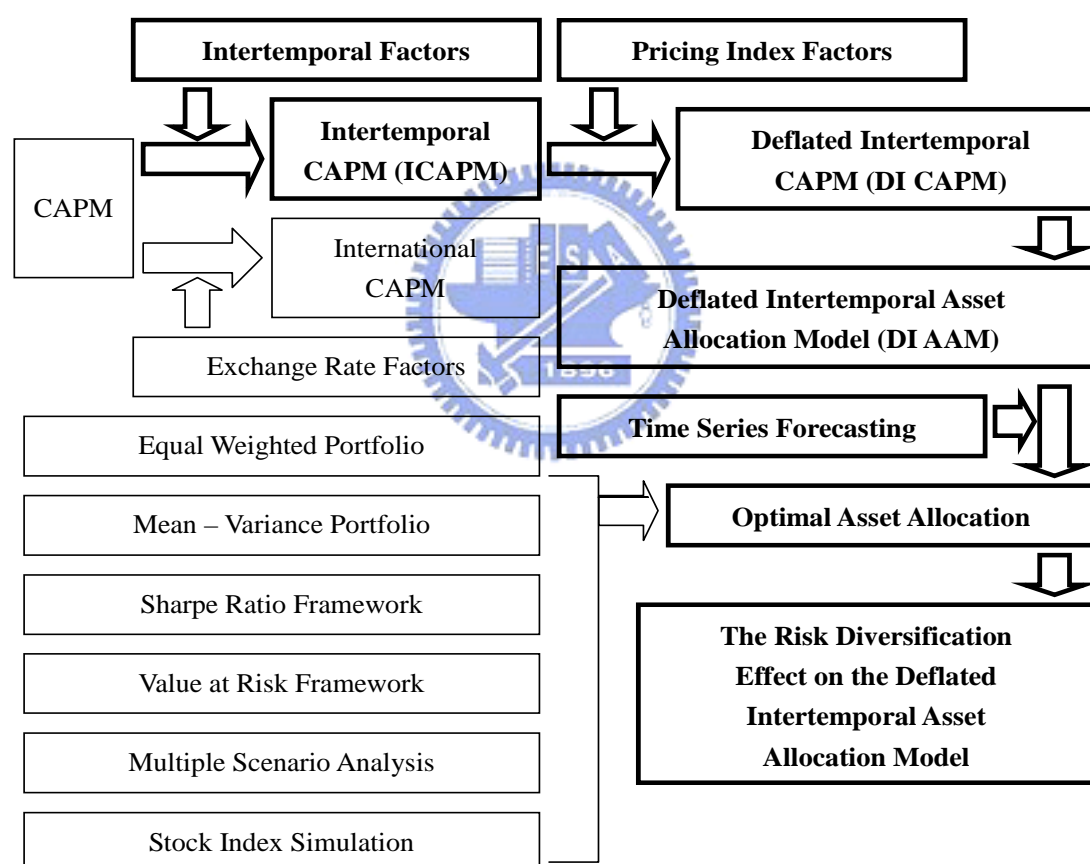 Intertemporal Factors
Pricing Index Factors
CAPM
Intertemporal
CAPM (ICAPM)
Deflated Intertemporal
CAPM (DI CAPM)
International
CAPM
Deflated Intertemporal Asset
Allocation Model (DI AAM)
Exchange Rate Factors
E S A
1896
Equal Weighted Portfolio
Time Series Forecasting
Mean – Variance Portfolio
Optimal Asset Allocation
Sharpe Ratio Framework
Value at Risk Framework
Multiple Scenario Analysis
Stock Index Simulation
The Risk Diversification
Effect on the Deflated
Intertemporal Asset
Allocation Model